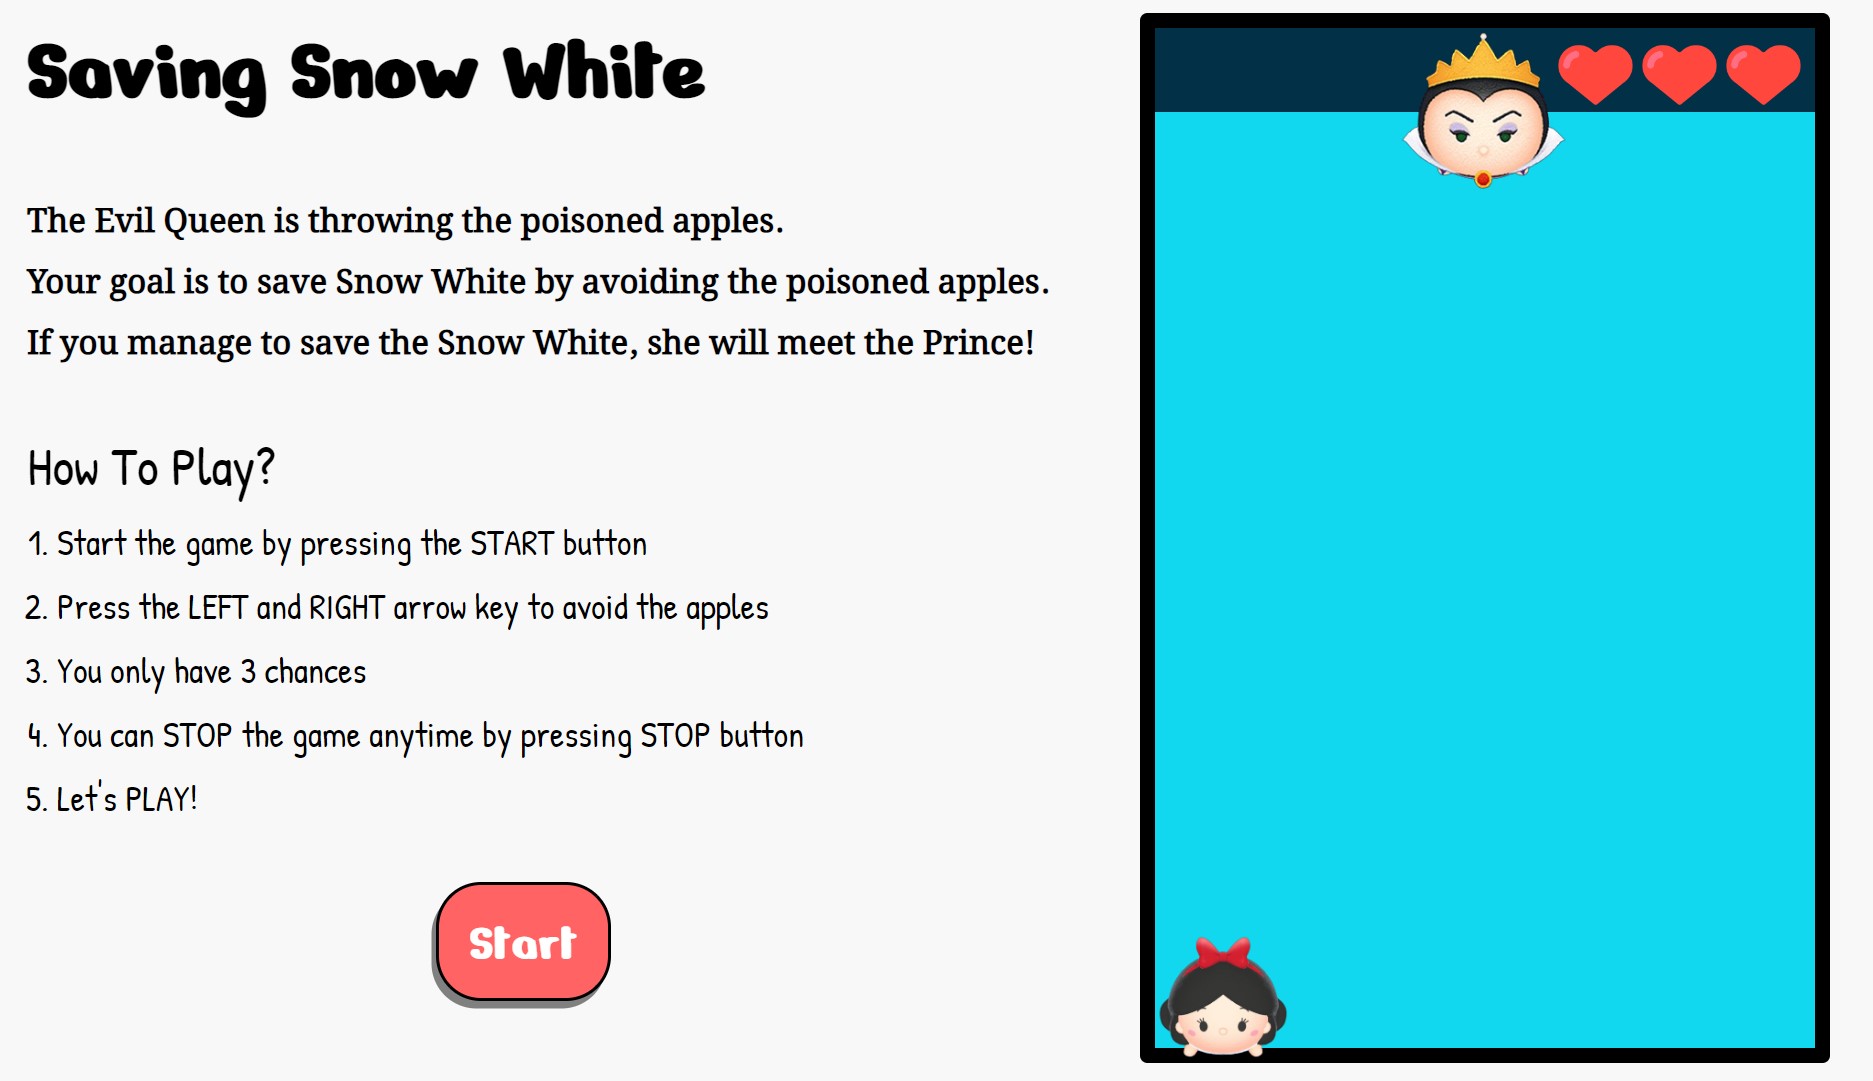 Saving Snow White
The Evil Queen is throwing the poisoned apples.
Your goal is to save Snow White by avoiding the poisoned apples.
If you manage to save the Snow White, she will meet the Prince!
How To Play?
1. Start the game by pressing the START button
2. Press the LEFT and RIGHT arrow key to avoid the apples
3. You only have 3 chances
4. You can STOP the game anytime by pressing STOP button
5. Let's PLAY!
Start